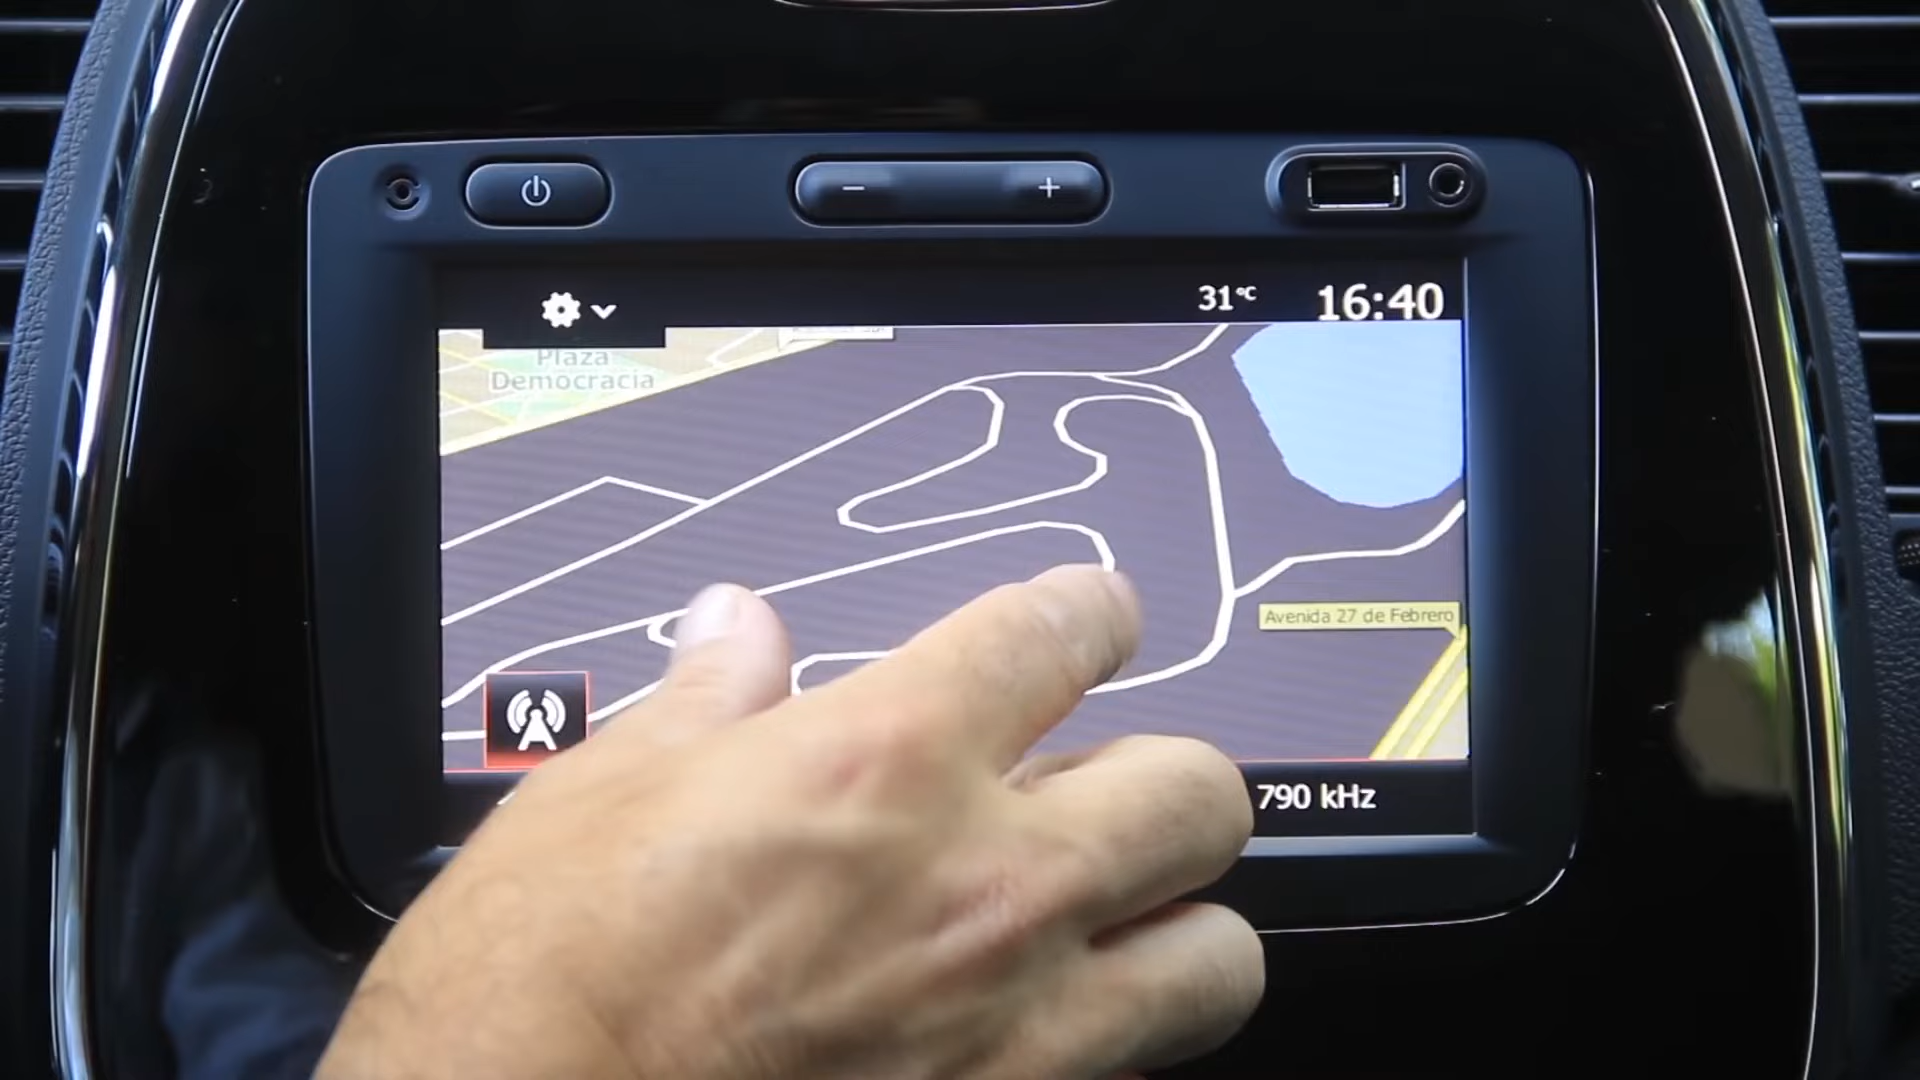 31°C
16:40
Plaza
Democracia
Avenida 27 de Febrero
790 kHz